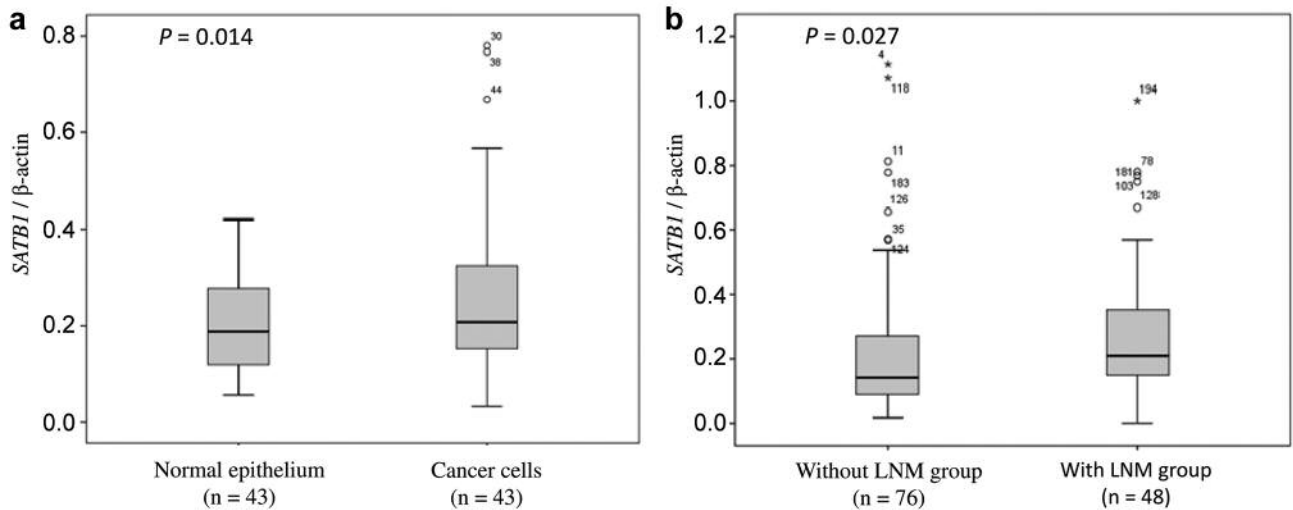 a
P = 0.014
SATB1 / β-actin
0.8
0.6
0.4
0.2
0.0
30
38
44
Normal epithelium
(n = 43)
Cancer cells
(n = 43)
b
P = 0.027
SATB1 / β-actin
1.2
1.0
0.8
0.6
0.4
0.2
0.0
4
118
11
183
126
35
124
194
78
181
103
128
Without LNM group
(n = 76)
With LNM group
(n = 48)